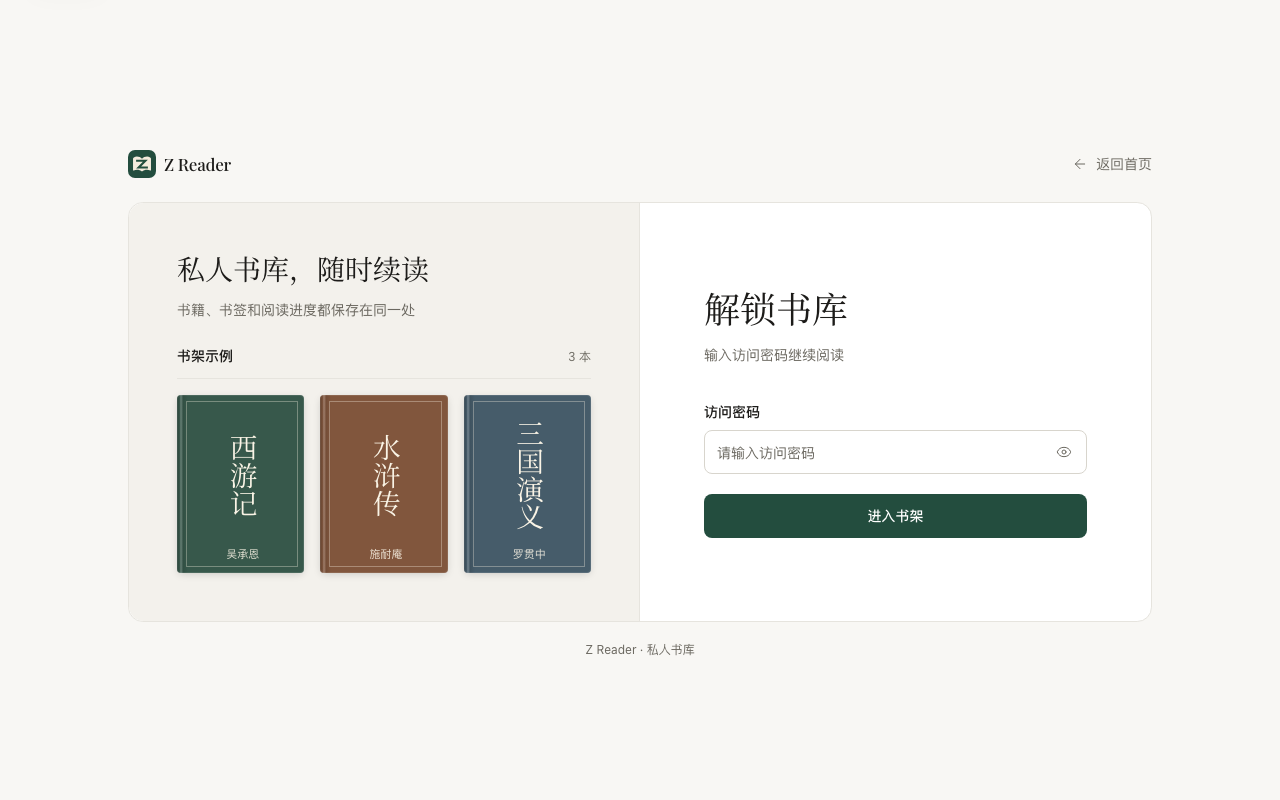 Z Reader
返回首页
私人书库，随时续读
书籍、书签和阅读进度都保存在同一处
书架示例
3 本
西游记
吴承恩
水浒传
施耐庵
三国演义
罗贯中
解锁书库
输入访问密码继续阅读
访问密码
请输入访问密码
进入书架
Z Reader · 私人书库